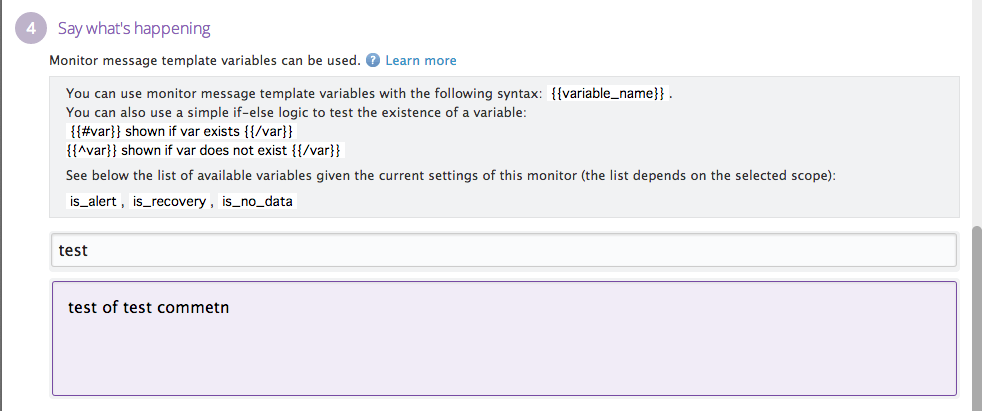 4 Say what's happening
Monitor message template variables can be used. ? Learn more
You can use monitor message template variables with the following syntax: {{variable_name}} .
You can also use a simple if-else logic to test the existence of a variable:
{{#var}} shown if var exists {{/var}}
{{^var}} shown if var does not exist {{/var}}
See below the list of available variables given the current settings of this monitor (the list depends on the selected scope):
is_alert , is_recovery , is_no_data
test
test of test commetn